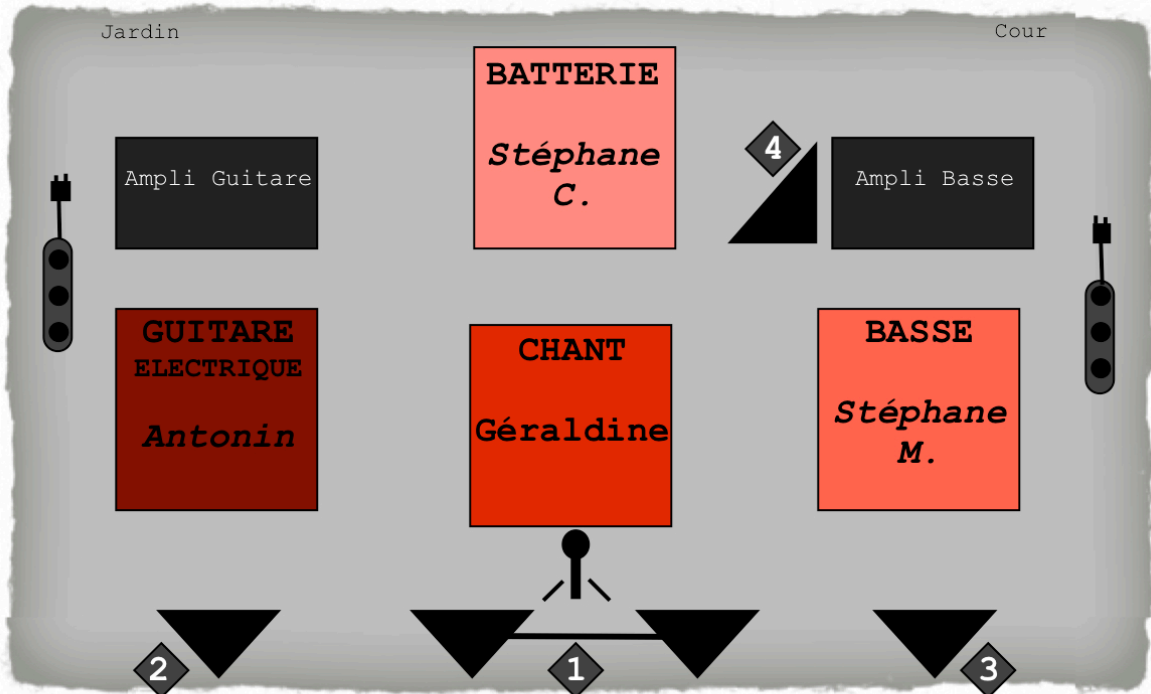 Jardin
Cour
BATTERIE
Stéphane
C.
4
Ampli Guitare
Ampli Basse
GUITARE
ELECTRIQUE
Antonin
CHANT
Géraldine
BASSE
Stéphane
M.
2
1
3